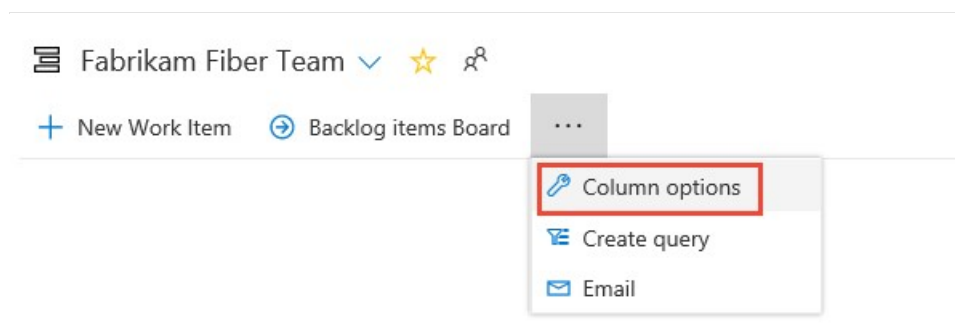 Fabrikam Fiber Team
New Work Item Backlog items Board ...
Column options
Create query
Email